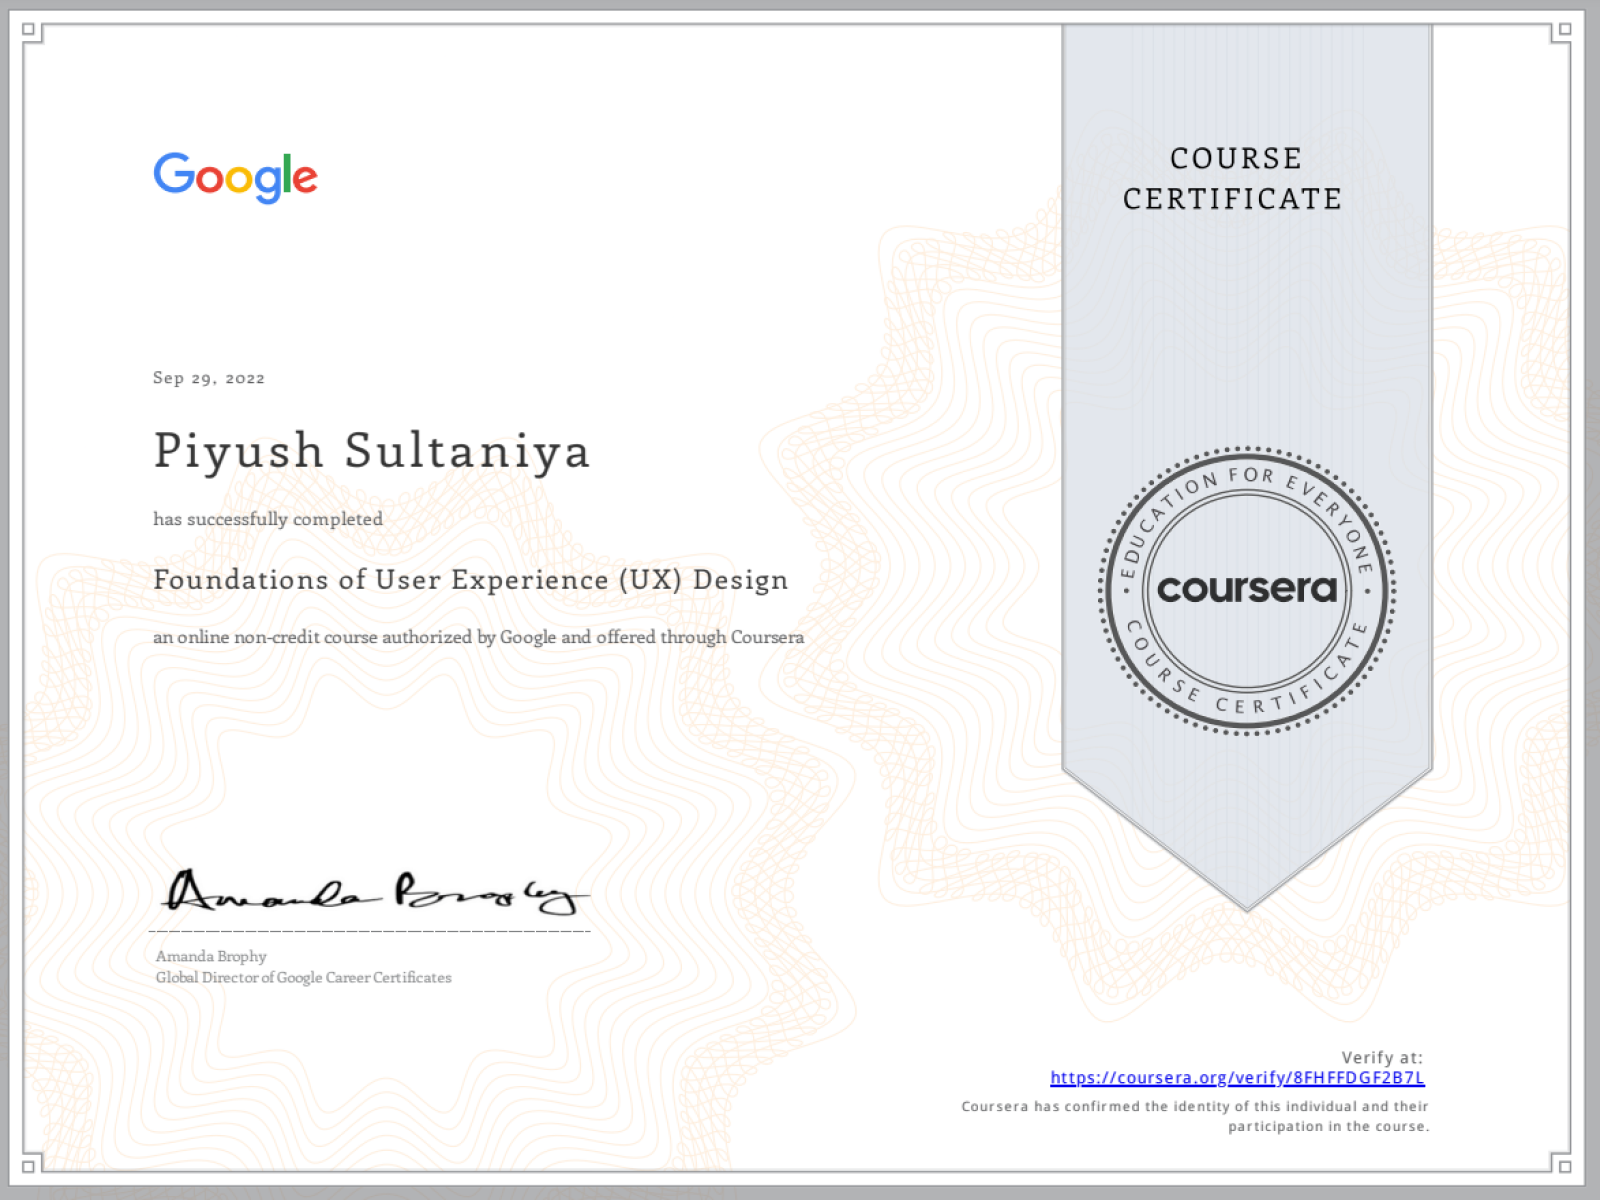 Google
COURSE
CERTIFICATE
Sep 29, 2022
Piyush Sultaniya
has successfully completed
Foundations of User Experience (UX) Design
an online non-credit course authorized by Google and offered through Coursera
EDUCATION FOR EVERYONE
coursera
COURSE CERTIFICATE
Amanda Brophy
Amanda Brophy
Global Director of Google Career Certificates
Verify at:
https://coursera.org/verify/8FHFFDGF2B7L
Coursera has confirmed the identity of this individual and their
participation in the course.